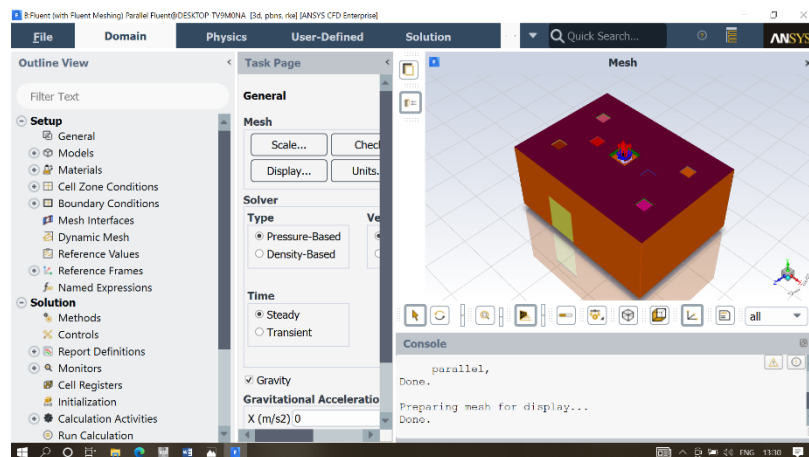 B:Fluent (with Fluent Meshing) Parallel Fluent@DESKTOP-TV9M0NA [3d, pbns, rke] [ANSYS CFD Enterprise]
File Domain Physics User-Defined Solution Quick Search... ANSYS
Outline View < Task Page < Mesh
Filter Text
General
Setup
General
Models
Materials
Cell Zone Conditions
Boundary Conditions
Mesh Interfaces
Dynamic Mesh
Reference Values
Reference Frames
Named Expressions
Solution
Methods
Controls
Report Definitions
Monitors
Cell Registers
Initialization
Calculation Activities
Run Calculation
Mesh
Scale... Chec
Display... Units.
Solver
Type Ve
Pressure-Based
Density-Based
Time
Steady
Transient
Gravity
Gravitational Acceleratio
X (m/s2) 0
all
Console
parallel,
Done.
Preparing mesh for display...
Done.
ENG 13:30